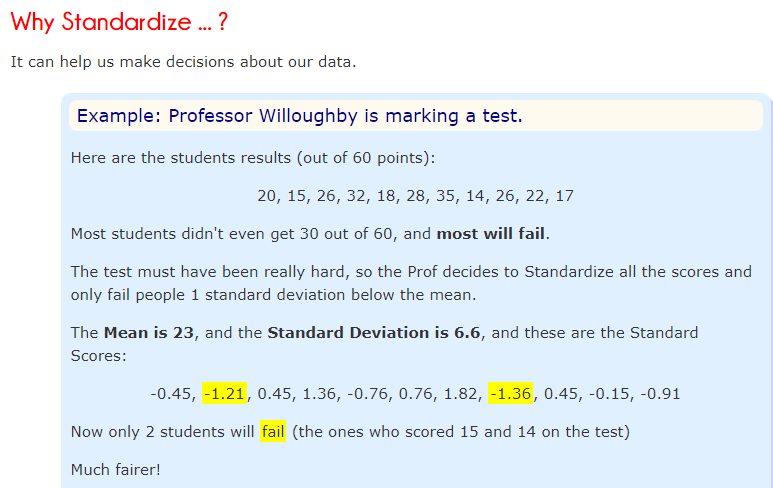 Why Standardize ... ?
It can help us make decisions about our data.
Example: Professor Willoughby is marking a test.
Here are the students results (out of 60 points):
20, 15, 26, 32, 18, 28, 35, 14, 26, 22, 17
Most students didn't even get 30 out of 60, and most will fail.
The test must have been really hard, so the Prof decides to Standardize all the scores and
only fail people 1 standard deviation below the mean.
The Mean is 23, and the Standard Deviation is 6.6, and these are the Standard
Scores:
-0.45, -1.21, 0.45, 1.36, -0.76, 0.76, 1.82, -1.36, 0.45, -0.15, -0.91
Now only 2 students will fail (the ones who scored 15 and 14 on the test)
Much fairer!